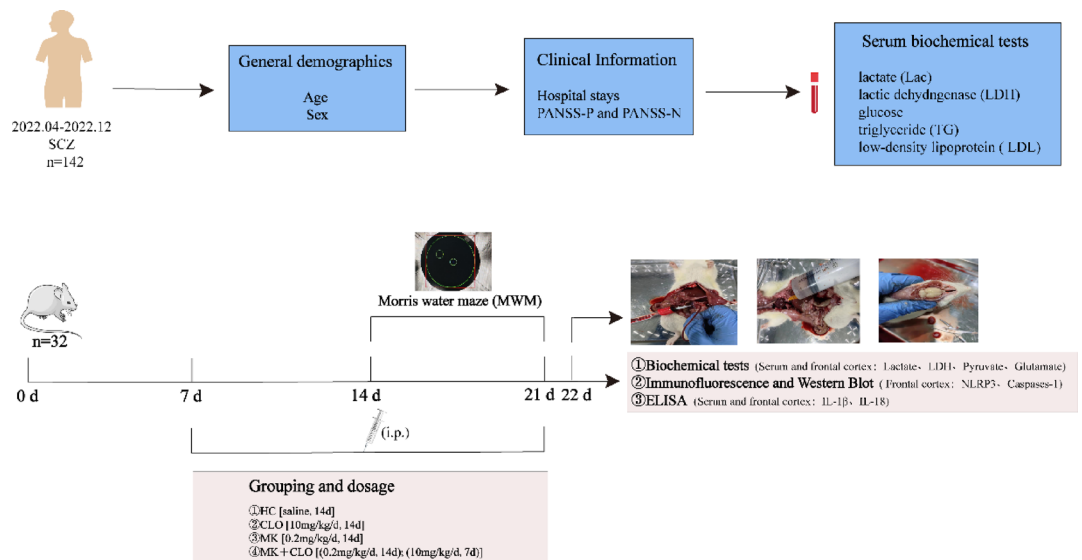 General demographics
Age
Sex
Clinical Information
Hospital stays
PANSS-P and PANSS-N
Serum biochemical tests
lactate (Lac)
lactic dehydngenase (LDH)
glucose
triglyceride (TG)
low-density lipoprotein ( LDL)
2022.04-2022.12
SCZ
n=142
Morris water maze (MWM)
n=32
0 d
7 d
14 d
21 d
22 d
(i.p.)
①Biochemical tests (Serum and frontal cortex: Lactate、LDH、Pyruvate、Glutamate)
②Immunofluorescence and Western Blot ( Frontal cortex: NLRP3、Caspases-1)
③ELISA (Serum and frontal cortex: IL-1β、IL-18)
Grouping and dosage
①HC [saline, 14d]
②CLO [10mg/kg/d, 14d]
③MK [0.2mg/kg/d, 14d]
④MK+CLO [(0.2mg/kg/d, 14d); (10mg/kg/d, 7d)]